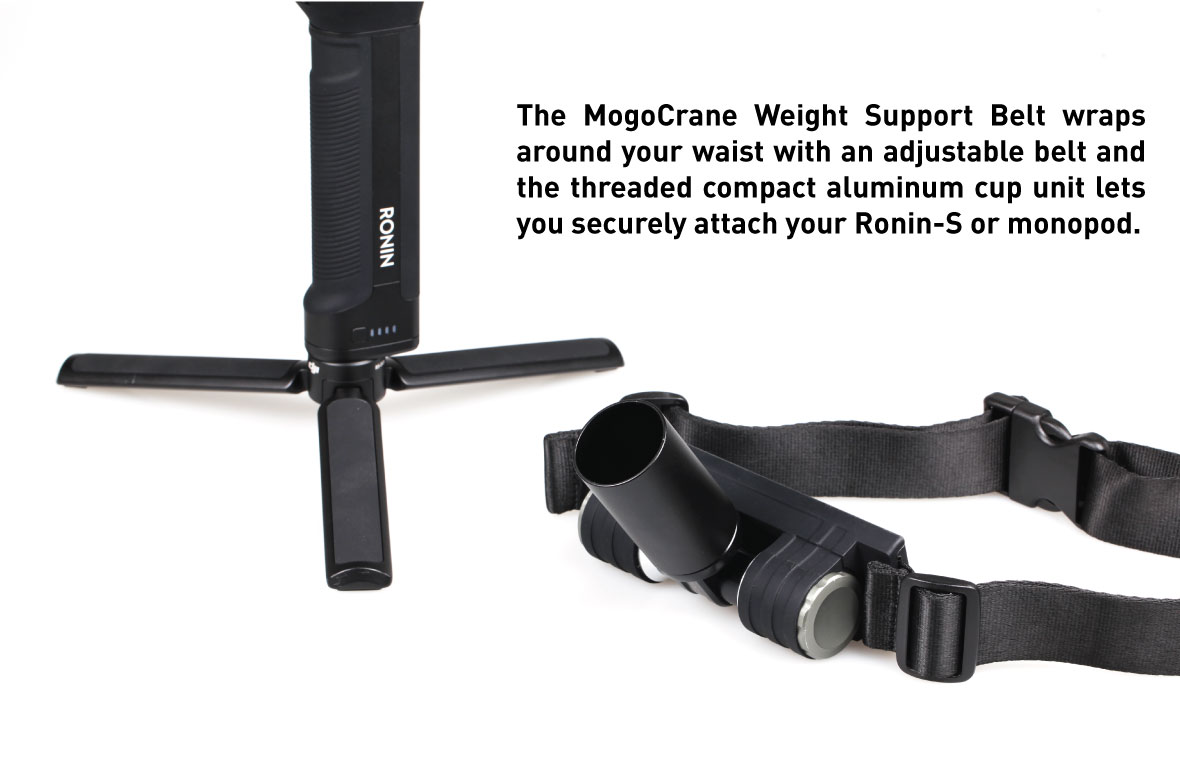 The MogoCrane Weight Support Belt wraps
around your waist with an adjustable belt and
the threaded compact aluminum cup unit lets
you securely attach your Ronin-S or monopod.
RONIN